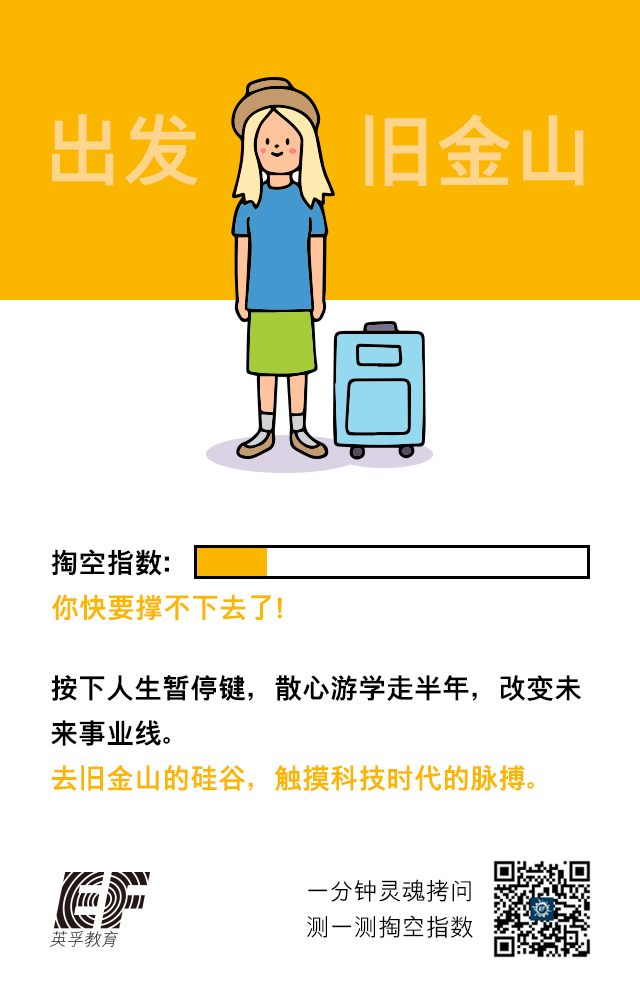 出发 旧金山
掏空指数:
你快要撑不下去了!
按下人生暂停键，散心游学走半年，改变未
来事业线。
去旧金山的硅谷，触摸科技时代的脉搏。
EF
英孚教育
一分钟灵魂拷问
测一测掏空指数